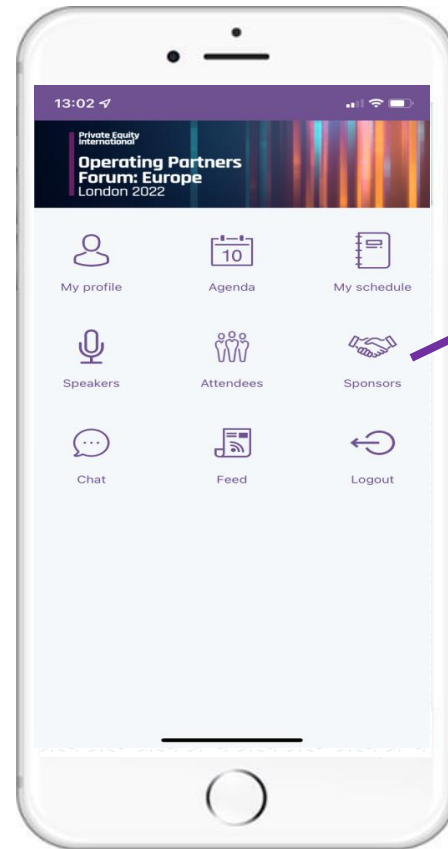 13:02
Private Equity
International
Operating Partners
Forum: Europe
London 2022
My profile
10
Agenda
My schedule
Speakers
Attendees
Sponsors
Chat
Feed
Logout